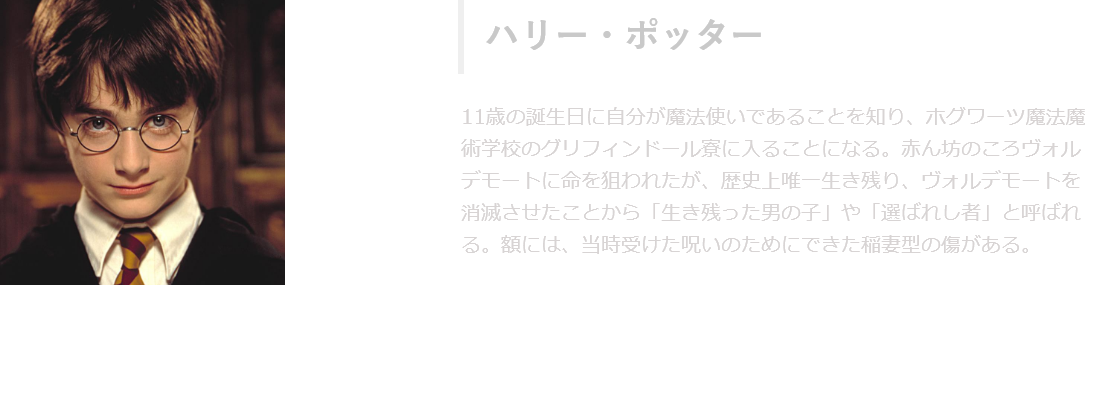 ハリー・ポッター
11歳の誕生日に自分が魔法使いであることを知り、ホグワーツ魔法魔
術学校のグリフィンドール寮に入ることになる。赤ん坊のころヴォル
デモートに命を狙われたが、歴史上唯一生き残り、ヴォルデモートを
消滅させたことから「生き残った男の子」や「選ばれし者」と呼ばれ
る。額には、当時受けた呪いのためにできた稲妻型の傷がある。